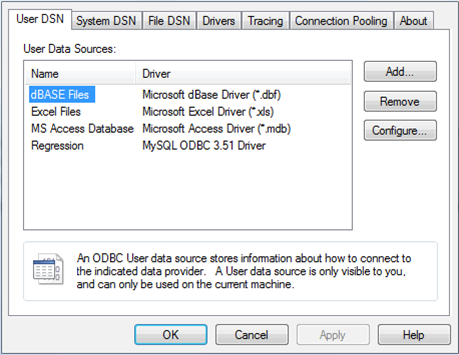 User DSN System DSN File DSN Drivers Tracing Connection Pooling About
User Data Sources:
Name Driver
dBASE Files Microsoft dBase Driver (*.dbf)
Excel Files Microsoft Excel Driver (*.xls)
MS Access Database Microsoft Access Driver (*.mdb)
Regression MySQL ODBC 3.51 Driver
Add...
Remove
Configure...
An ODBC User data source stores information about how to connect to
the indicated data provider. A User data source is only visible to you,
and can only be used on the current machine.
OK Cancel Apply Help